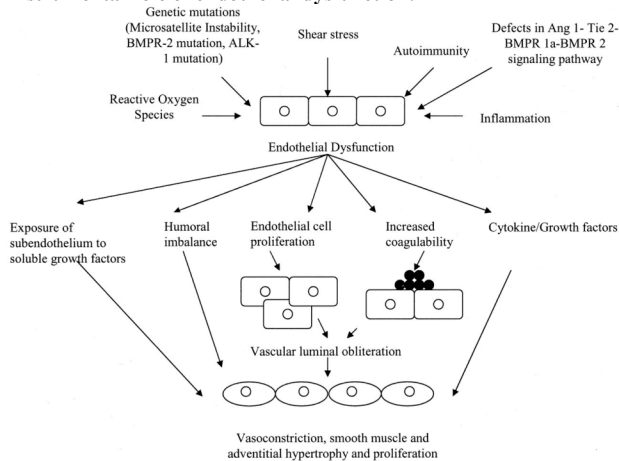 Genetic mutations
(Microsatellite Instability,
BMPR-2 mutation, ALK-
1 mutation)
Shear stress
Autoimmunity
Defects in Ang 1- Tie 2-
BMPR 1a-BMPR 2
signaling pathway
Reactive Oxygen
Species
Inflammation
Endothelial Dysfunction
Exposure of
subendothelium to
soluble growth factors
Humoral
imbalance
Endothelial cell
proliferation
Increased
coagulability
Cytokine/Growth factors
Vascular luminal obliteration
Vasoconstriction, smooth muscle and
adventitial hypertrophy and proliferation